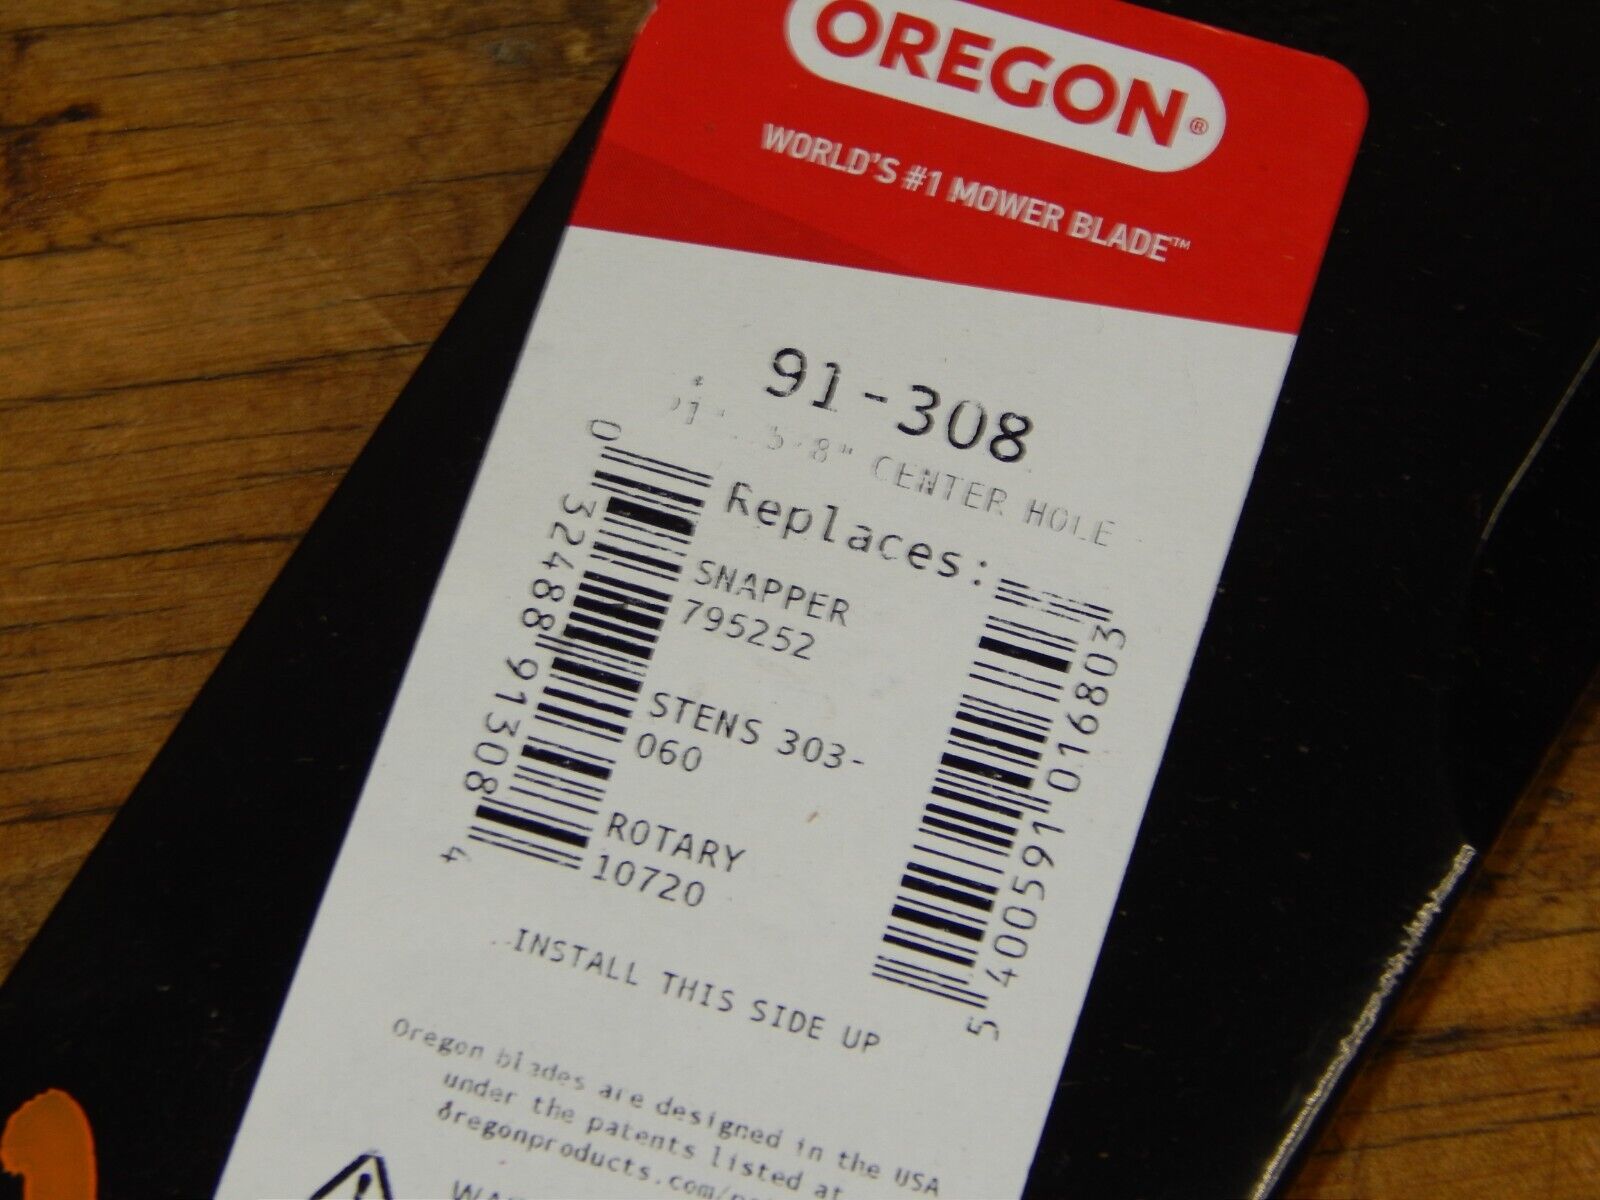 OREGON®
WORLD'S #1 MOWER BLADE™
91-308
CENTER HOLE
Replaces:
SNAPPER
795252
STENS 303-
060
ROTARY
10720
0 32488 91308 4
5 400591 016803
INSTALL THIS SIDE UP
Oregon blades are designed in the USA
under the patents listed at
oregonproducts.com/